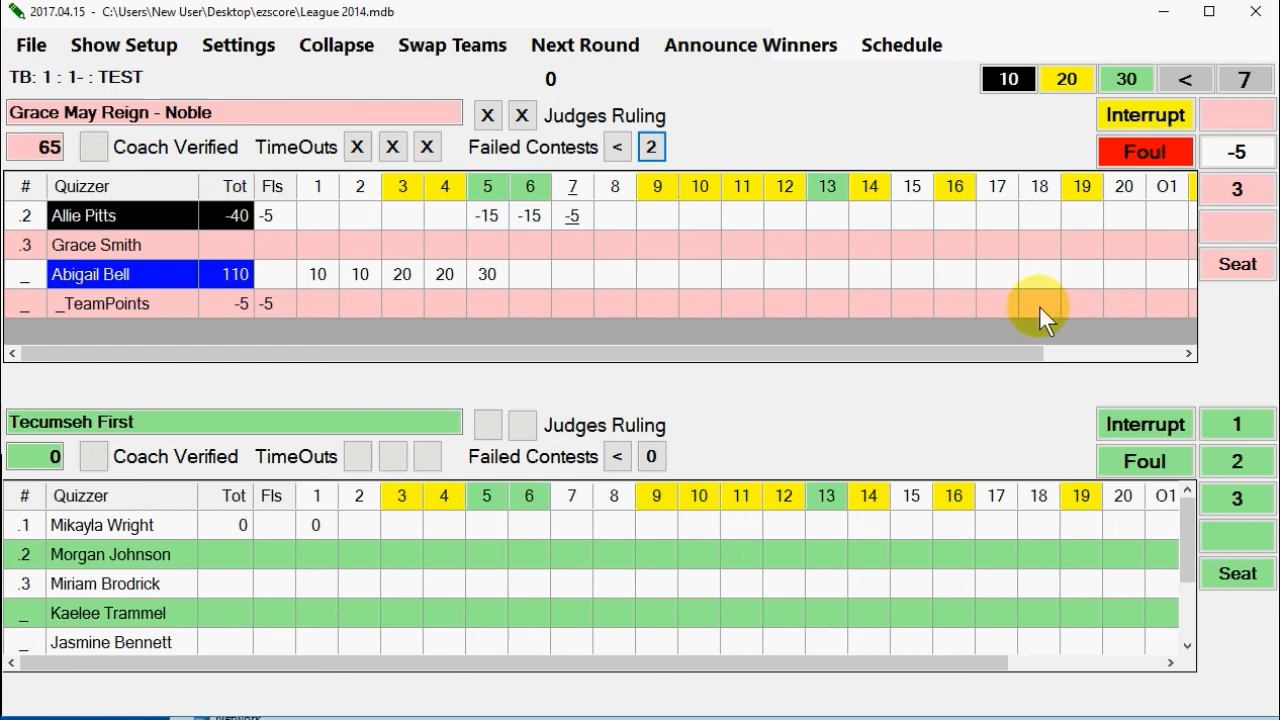 2017.04.15 - C:\Users\New User\Desktop\ezscore\League 2014.mdb
File Show Setup Settings Collapse Swap Teams Next Round Announce Winners Schedule
TB: 1 : 1- : TEST 0 10 20 30 < 7
Grace May Reign - Noble X X Judges Ruling Interrupt
65 Coach Verified TimeOuts X X X Failed Contests < 2 Foul -5
# Quizzer Tot Fls 1 2 3 4 5 6 7 8 9 10 11 12 13 14 15 16 17 18 19 20 O1 3
.2 Allie Pitts -40 -5 -15 -15 -5
.3 Grace Smith
_ Abigail Bell 110 10 10 20 20 30 Seat
_ _TeamPoints -5 -5
< >
Tecumseh First Judges Ruling Interrupt 1
0 Coach Verified TimeOuts Failed Contests < 0 Foul 2
# Quizzer Tot Fls 1 2 3 4 5 6 7 8 9 10 11 12 13 14 15 16 17 18 19 20 O1 3
.1 Mikayla Wright 0 0
.2 Morgan Johnson
.3 Miriam Brodrick Seat
_ Kaelee Trammel
_ Jasmine Bennett
< >
Network